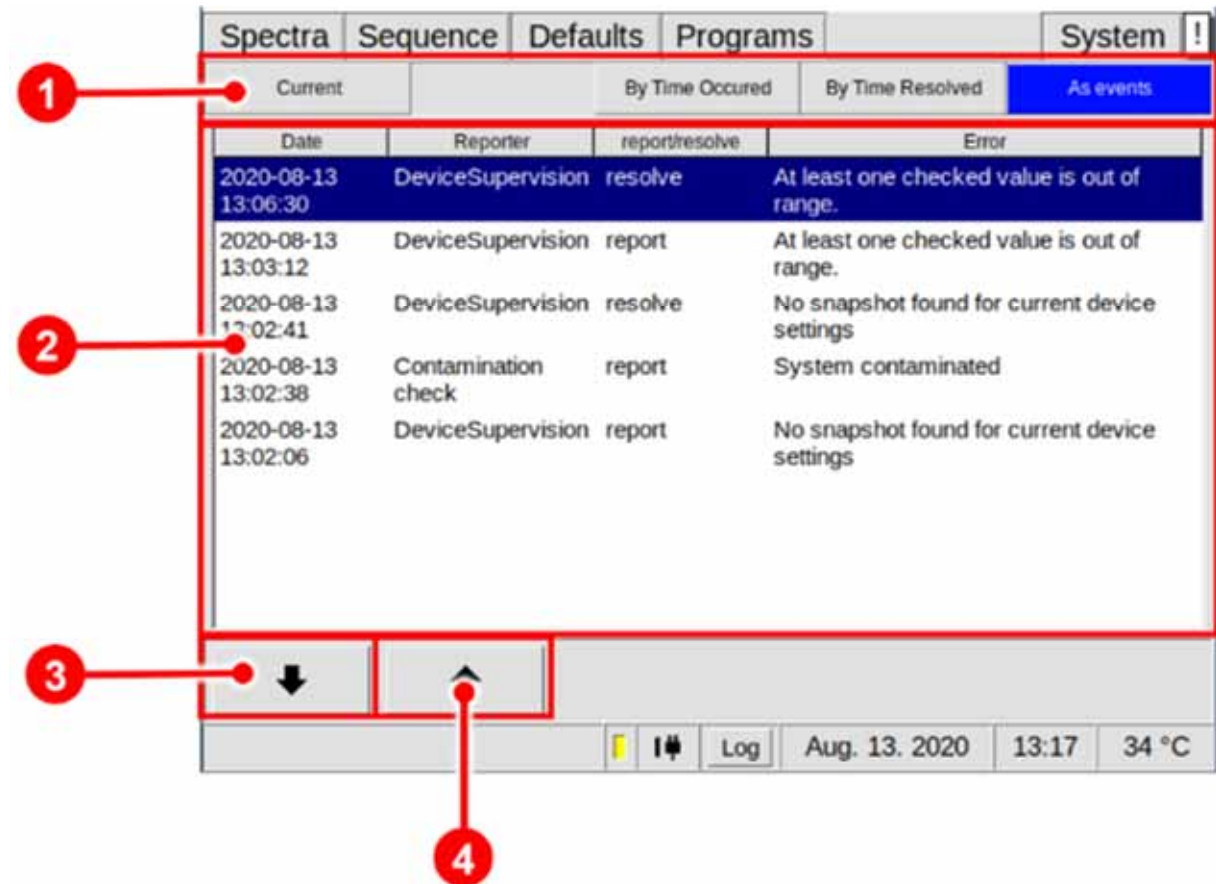 Spectra Sequence Defaults Programs System !
1 Current By Time Occured By Time Resolved As events
Date Reporter report/resolve Error
2020-08-13 DeviceSupervision resolve At least one checked value is out of
13:06:30 range.
2020-08-13 DeviceSupervision report At least one checked value is out of
13:03:12 range.
2020-08-13 DeviceSupervision resolve No snapshot found for current device
2 13:02:41 settings
2020-08-13 Contamination report System contaminated
13:02:38 check
2020-08-13 DeviceSupervision report No snapshot found for current device
13:02:06 settings
3
Log Aug. 13. 2020 13:17 34 °C
4